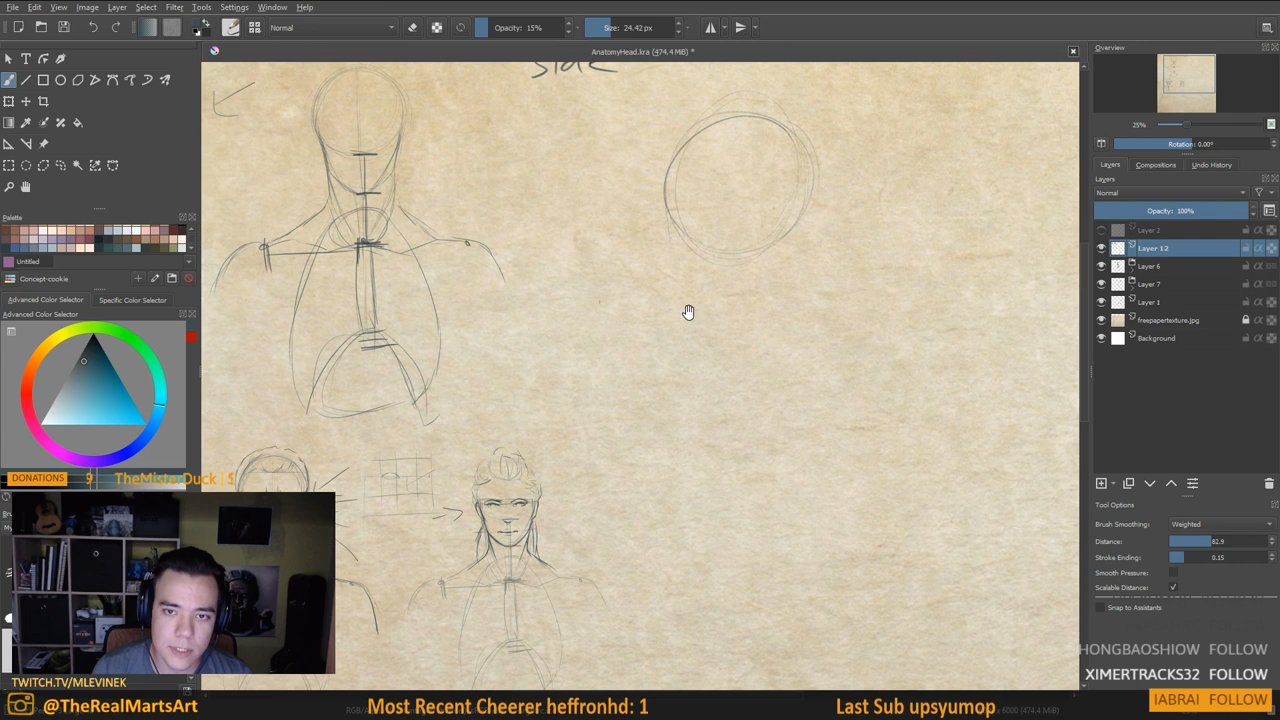 File Edit View Image Layer Select Filter Tools Settings Window Help
Normal
Opacity: 15%
Size: 24.42 px
AnatomyHead.kra (474.4 MiB) *
side
Overview
25%
Rotation: 0.00°
Layers Compositions Undo History
Layers
Normal
Opacity: 100%
Layer 2
Layer 12
Layer 6
Layer 7
Layer 1
freepapertexture.jpg
Background
Palette
Untitled
Concept-cookie
Advanced Color Selector Specific Color Selector
Advanced Color Selector
Tool Options
Brush Smoothing: Weighted
Distance: 82.9
Stroke Ending: 0.15
Smooth Pressure:
Scalable Distance:
Snap to Assistants
DONATIONS 9 TheMisterDuck | $
HONGBAOSHIOW FOLLOW
XIMERTRACKS32 FOLLOW
IABRAI FOLLOW
TWITCH.TV/MLEVINEK
@TheRealMartsArt
Most Recent Cheerer heffronhd: 1
Last Sub upsyumop